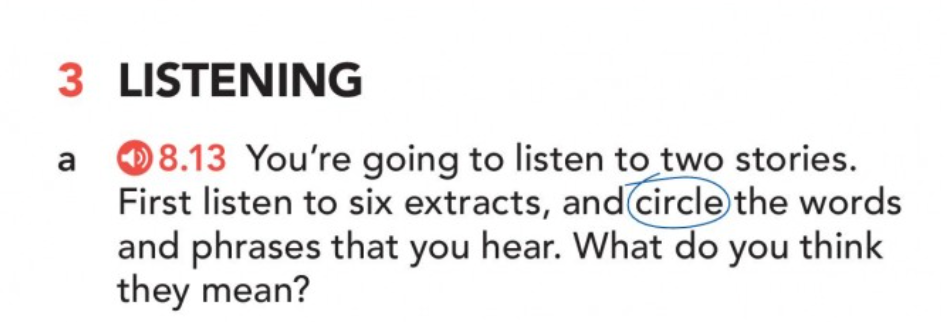 3 LISTENING
a 8.13 You're going to listen to two stories.
First listen to six extracts, and circle the words
and phrases that you hear. What do you think
they mean?